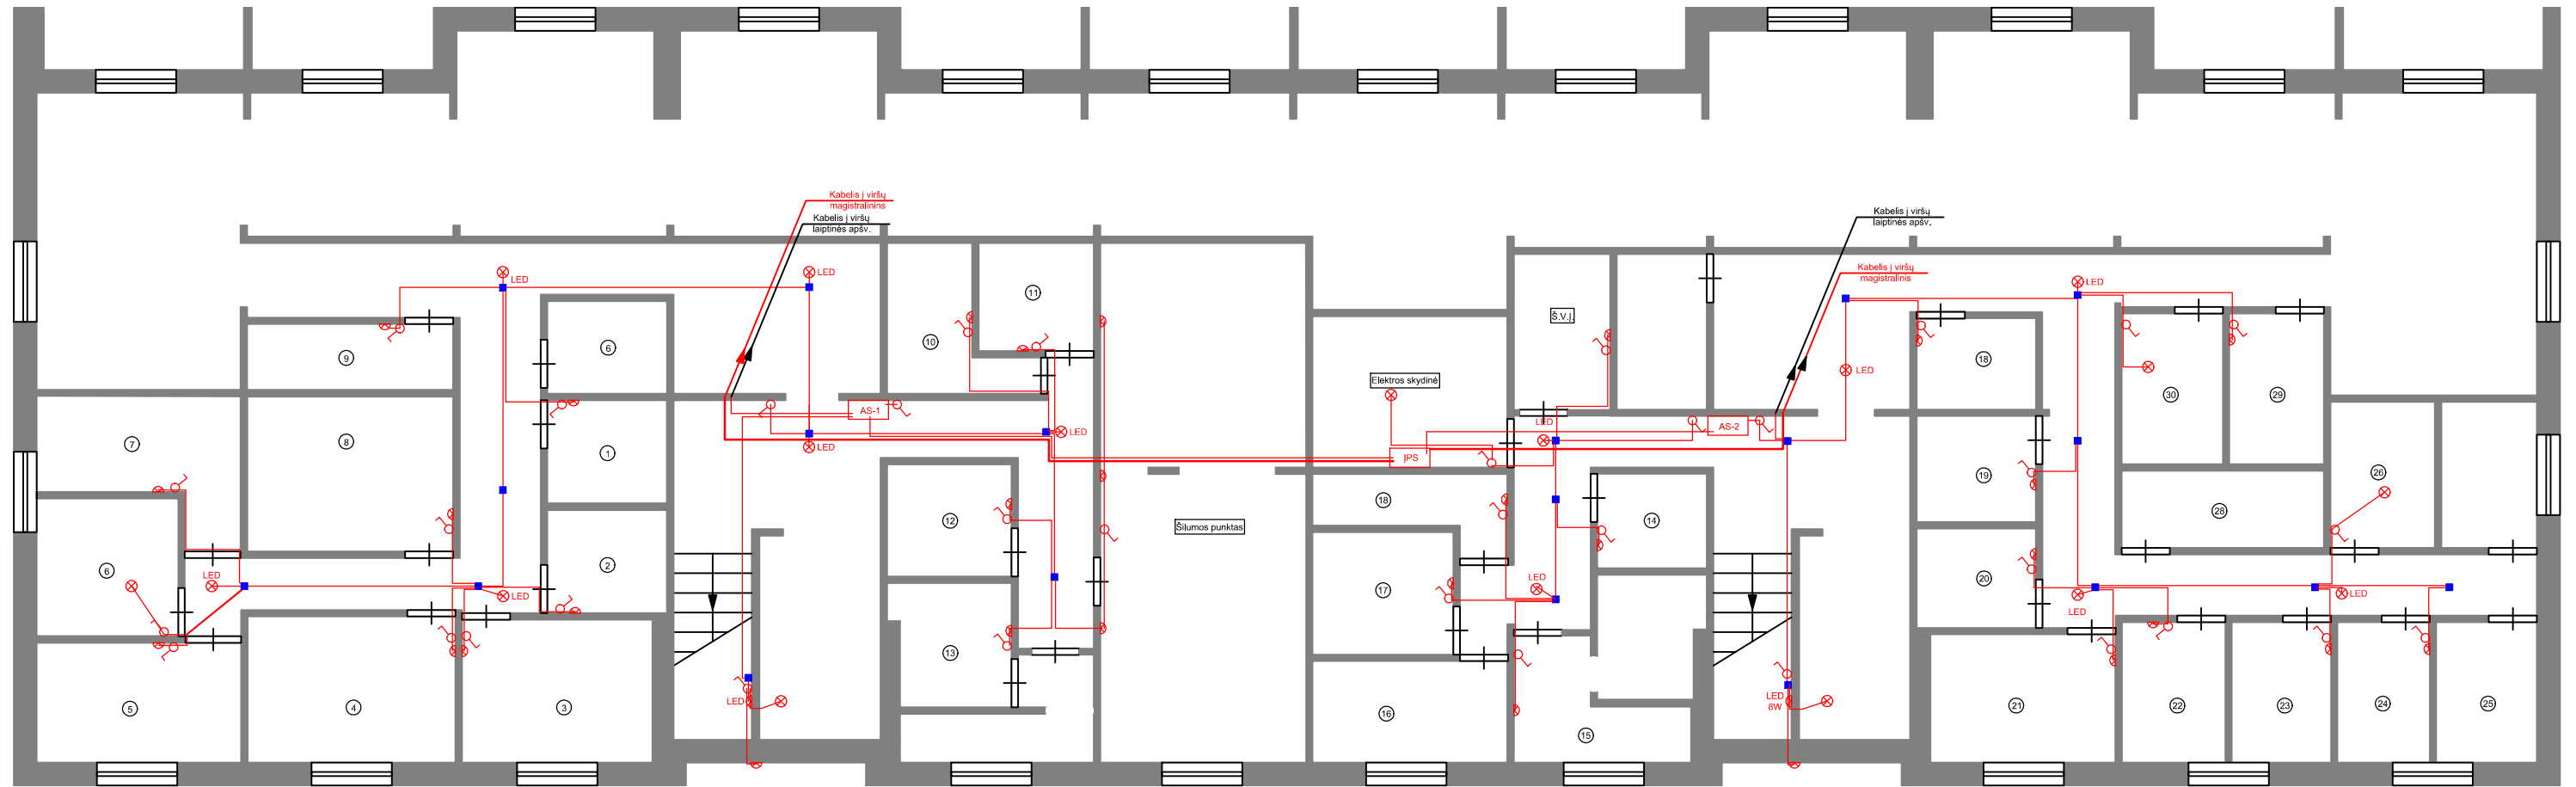 Kabelis į viršų
magistralinins
Kabelis į viršų
laiptinės apšv.
Kabelis į viršų
laiptinės apšv.
Kabelis į viršų
magistralinis
LED
LED
LED
LED
11
10
9
6
Š.V.Į.
18
30
29
LED
Elektros skydinė
AS-1
LED
LED
LED
AS-2
7
8
1
ĮPS
26
19
18
28
12
Šilumos punktas
14
6
LED
2
LED
LED
17
20
LED
LED
13
5
4
3
LED
16
15
LED
8W
21
22
23
24
25